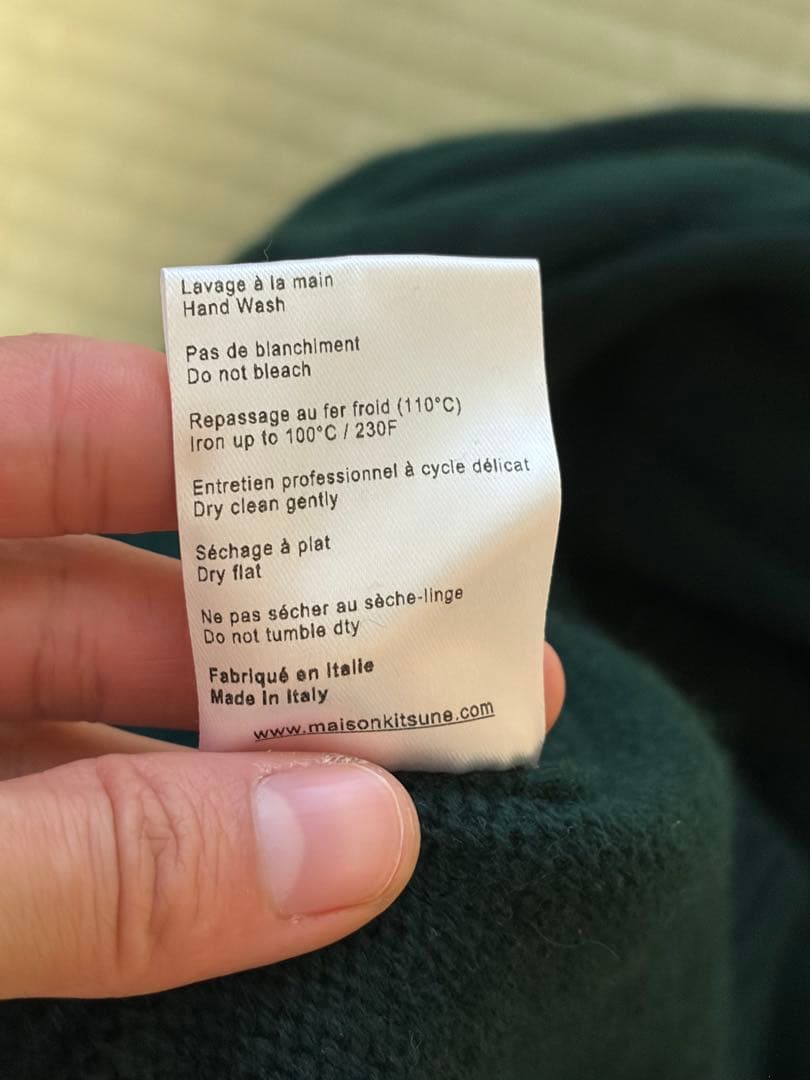 Lavage à la main
Hand Wash
Pas de blanchiment
Do not bleach
Repassage au fer froid (110°C)
Iron up to 100°C / 230F
Entretien professionnel à cycle délicat
Dry clean gently
Séchage à plat
Dry flat
Ne pas sécher au sèche-linge
Do not tumble dty
Fabriqué en Italie
Made in Italy
www.maisonkitsune.com